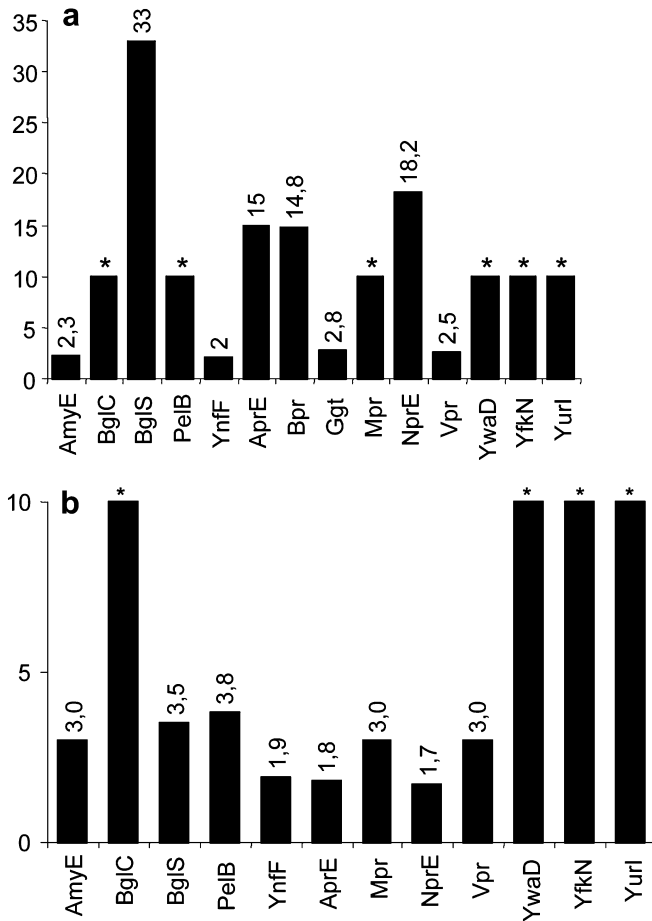 a
35
30
25
20
15
10
5
0
2,3
*
33
*
2
15
14,8
2,8
*
18,2
2,5
*
*
*
AmyE
BglC
BglS
PelB
YnfF
AprE
Bpr
Ggt
Mpr
NprE
Vpr
YwaD
YfkN
YurI
b
10
5
0
3,0
*
3,5
3,8
1,9
1,8
3,0
1,7
3,0
*
*
*
AmyE
BglC
BglS
PelB
YnfF
AprE
Mpr
NprE
Vpr
YwaD
YfkN
YurI